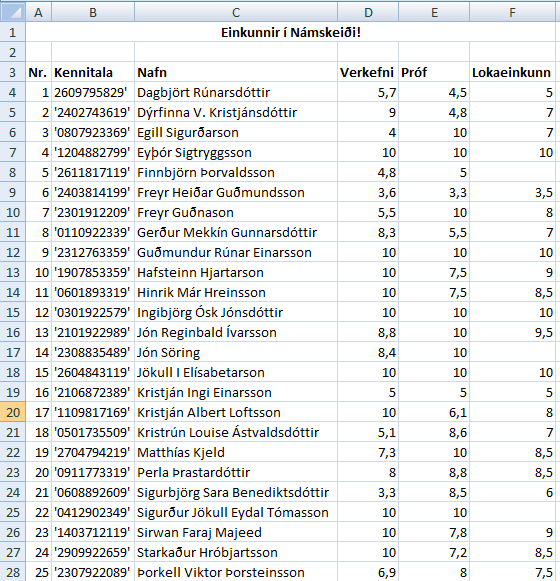 A B C D E F
1 Einkunnir í Námskeiði!
2
3 Nr. Kennitala Nafn Verkefni Próf Lokaeinkunn
4 1 2609795829' Dagbjört Rúnarsdóttir 5,7 4,5 5
5 2 '2402743619' Dýrfinna V. Kristjánsdóttir 9 4,8 7
6 3 '0807923369' Egill Sigurðarson 4 10 7
7 4 '1204882799' Eyþór Sigtryggsson 10 10 10
8 5 '2611817119' Finnbjörn Þorvaldsson 4,8 5
9 6 '2403814199' Freyr Heiðar Guðmundsson 3,6 3,3 3,5
10 7 '2301912209' Freyr Guðnason 5,5 10 8
11 8 '0110922339' Gerður Mekkín Gunnarsdóttir 8,3 5,5 7
12 9 '2312763359' Guðmundur Rúnar Einarsson 10 10 10
13 10 '1907853359' Hafsteinn Hjartarson 10 7,5 9
14 11 '0601893319' Hinrik Már Hreinsson 10 7,5 8,5
15 12 '0301922579' Ingibjörg Ósk Jónsdóttir 10 10 10
16 13 '2101922989' Jón Reginbald Ívarsson 8,8 10 9,5
17 14 '2308835489' Jón Söring 8,4 10
18 15 '2604843119' Jökull I Elísabetarson 10 10 10
19 16 '2106872389' Kristján Ingi Einarsson 5 5 5
20 17 '1109817169' Kristján Albert Loftsson 10 6,1 8
21 18 '0501735509' Kristrún Louise Ástvaldsdóttir 5,1 8,6 7
22 19 '2704794219' Matthías Kjeld 7,3 10 8,5
23 20 '0911773319' Perla Þrastardóttir 8 8,8 8,5
24 21 '0608892609' Sigurbjörg Sara Benediktsdóttir 3,3 8,5 6
25 22 '0412902349' Sigurður Jökull Eydal Tómasson 10 10
26 23 '1403712119' Sirwan Faraj Majeed 10 7,8 9
27 24 '2909922659' Starkaður Hróbjartsson 10 7,2 8,5
28 25 '2307922089' Þorkell Viktor Þorsteinsson 6,9 8 7,5